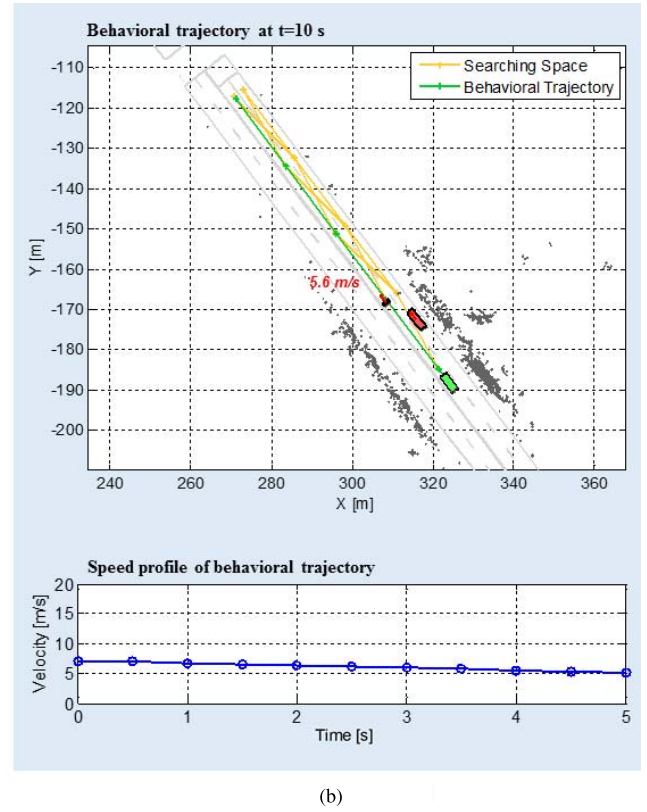 Behavioral trajectory at t=10 s
Searching Space
Behavioral Trajectory
-110
-120
-130
-140
-150
-160
-170
-180
-190
-200
Y [m]
5.6 m/s
240 260 280 300 320 340 360
X [m]
Speed profile of behavioral trajectory
20
15
10
5
0
Velocity [m/s]
0 1 2 3 4 5
Time [s]
(b)